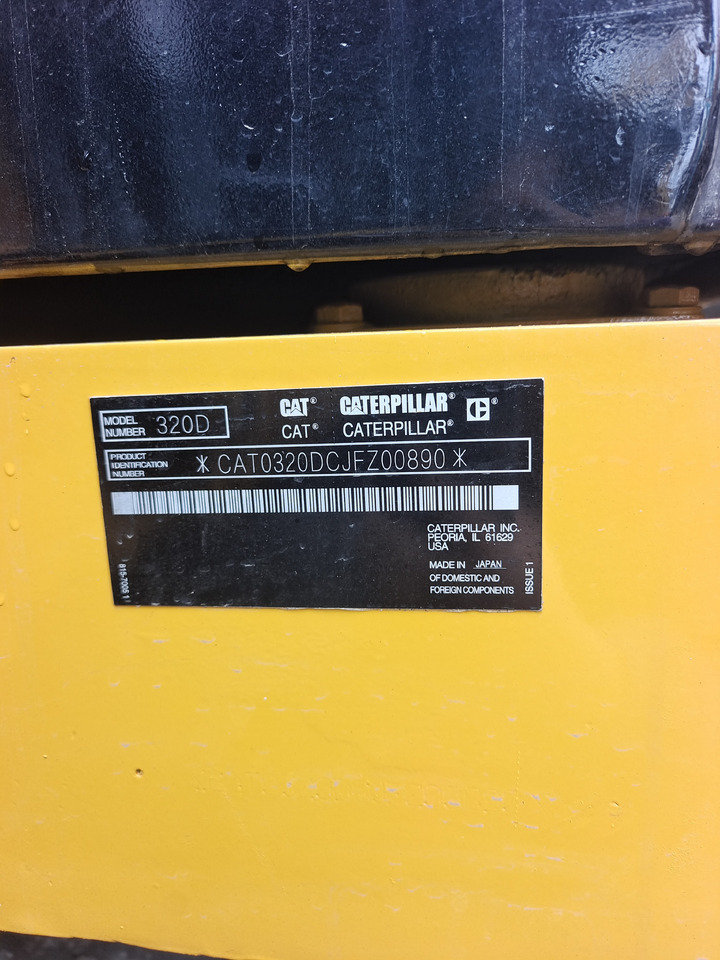 CAT® CATERPILLAR® C®
MODEL NUMBER 320D
CAT® CATERPILLAR®
PRODUCT IDENTIFICATION NUMBER *CAT0320DCJFZ00890*
CATERPILLAR INC.
PEORIA, IL 61629
USA
MADE IN JAPAN
OF DOMESTIC AND
FOREIGN COMPONENTS
ISSUE 1